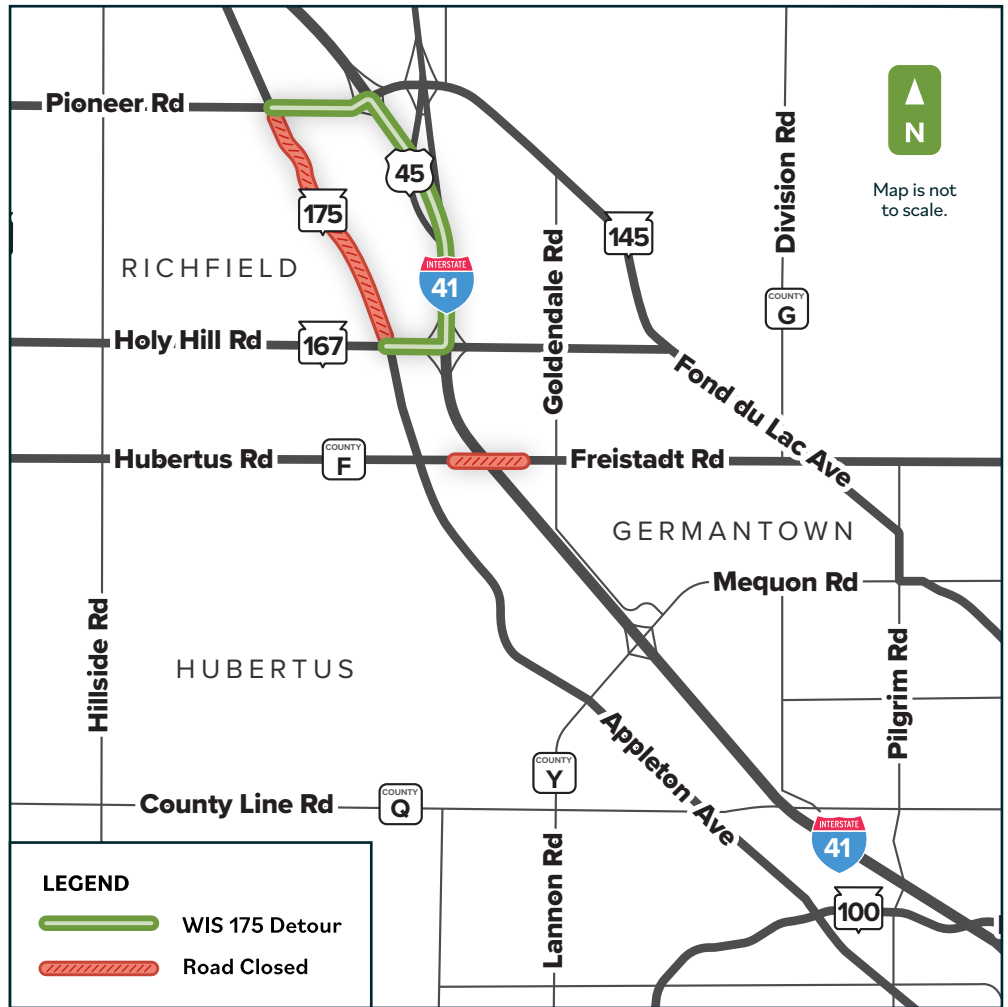 Pioneer Rd
45
N
Map is not
to scale.
Division Rd
175
145
RICHFIELD
INTERSTATE
41
Goldendale Rd
COUNTY
G
Holy Hill Rd
167
Fond du Lac Ave
Hubertus Rd
COUNTY
F
Freistadt Rd
GERMANTOWN
Mequon Rd
Hillside Rd
HUBERTUS
Pilgrim Rd
Appleton Ave
COUNTY
Y
County Line Rd
COUNTY
Q
INTERSTATE
41
Lannon Rd
100
LEGEND
WIS 175 Detour
Road Closed